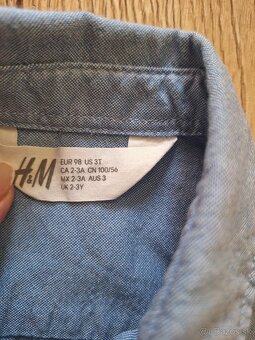 H&M
EUR 98 US 3T
CA 2-3A CN 100/56
MX 2-3A AUS 3
UK 2-3Y